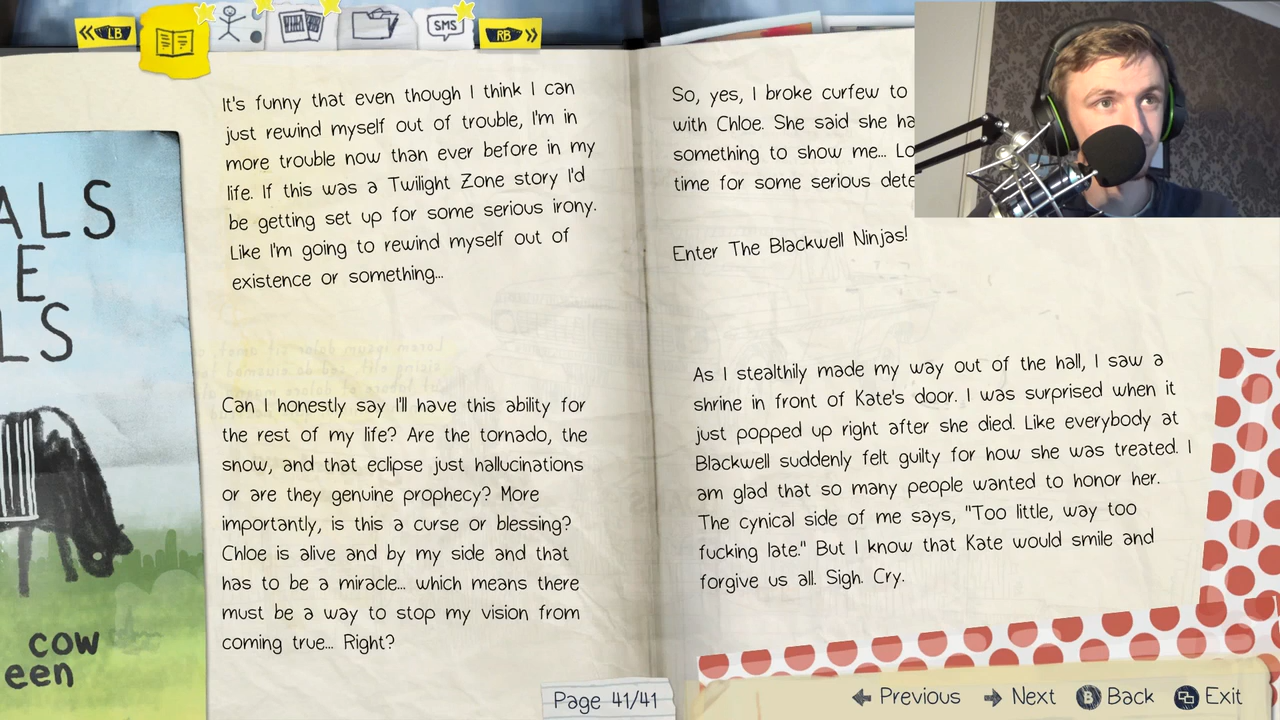 LB
SMS
RB
ALS
E
LS
cow
een
It's funny that even though I think I can
just rewind myself out of trouble, I'm in
more trouble now than ever before in my
life. If this was a Twilight Zone story I'd
be getting set up for some serious irony.
Like I'm going to rewind myself out of
existence or something...
Can I honestly say I'll have this ability for
the rest of my life? Are the tornado, the
snow, and that eclipse just hallucinations
or are they genuine prophecy? More
importantly, is this a curse or blessing?
Chloe is alive and by my side and that
has to be a miracle... which means there
must be a way to stop my vision from
coming true... Right?
So, yes, I broke curfew to
with Chloe. She said she ha
something to show me... Lo
time for some serious dete
Enter The Blackwell Ninjas!
As I stealthily made my way out of the hall, I saw a
shrine in front of Kate's door. I was surprised when it
just popped up right after she died. Like everybody at
Blackwell suddenly felt guilty for how she was treated. I
am glad that so many people wanted to honor her.
The cynical side of me says, "Too little, way too
fucking late." But I know that Kate would smile and
forgive us all. Sigh. Cry.
Page 41/41
Previous Next B Back Exit